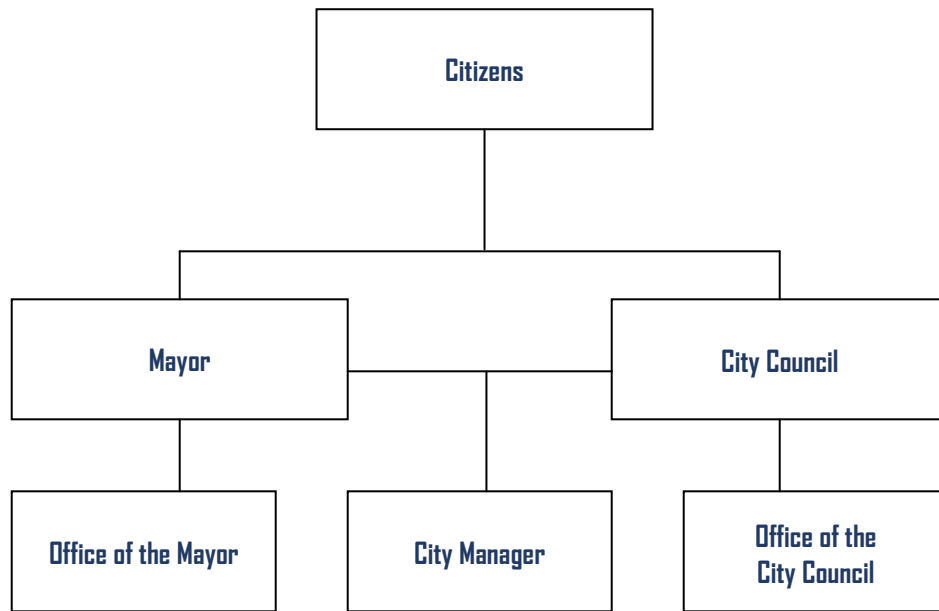 Citizens
Mayor
City Council
Office of the Mayor
City Manager
Office of the
City Council